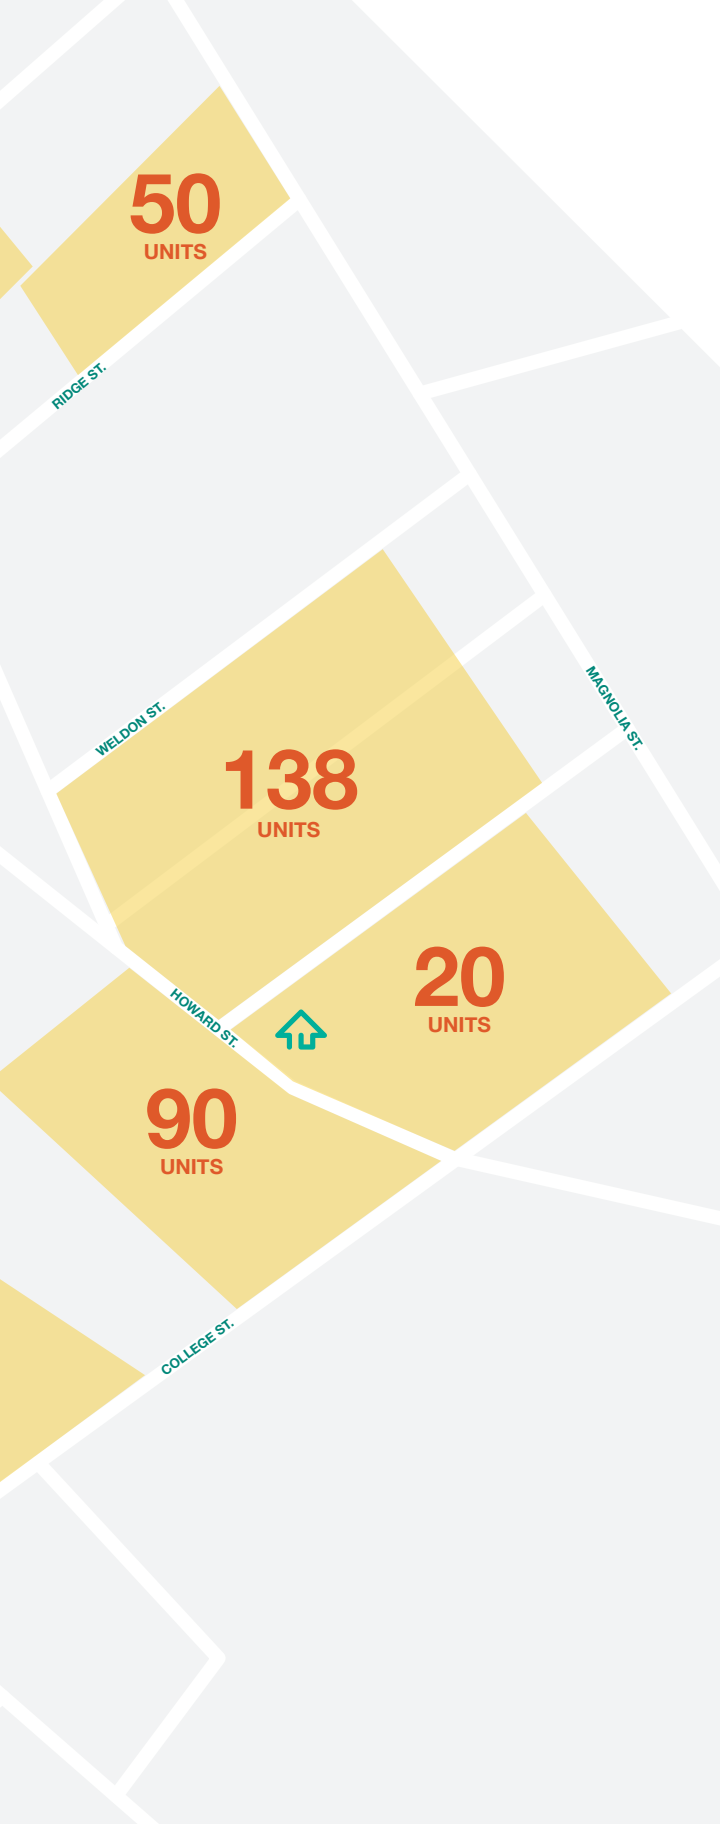 50
UNITS
RIDGE ST.
WELDON ST.
MAGNOLIA ST.
138
UNITS
20
UNITS
HOWARD ST.
90
UNITS
COLLEGE ST.